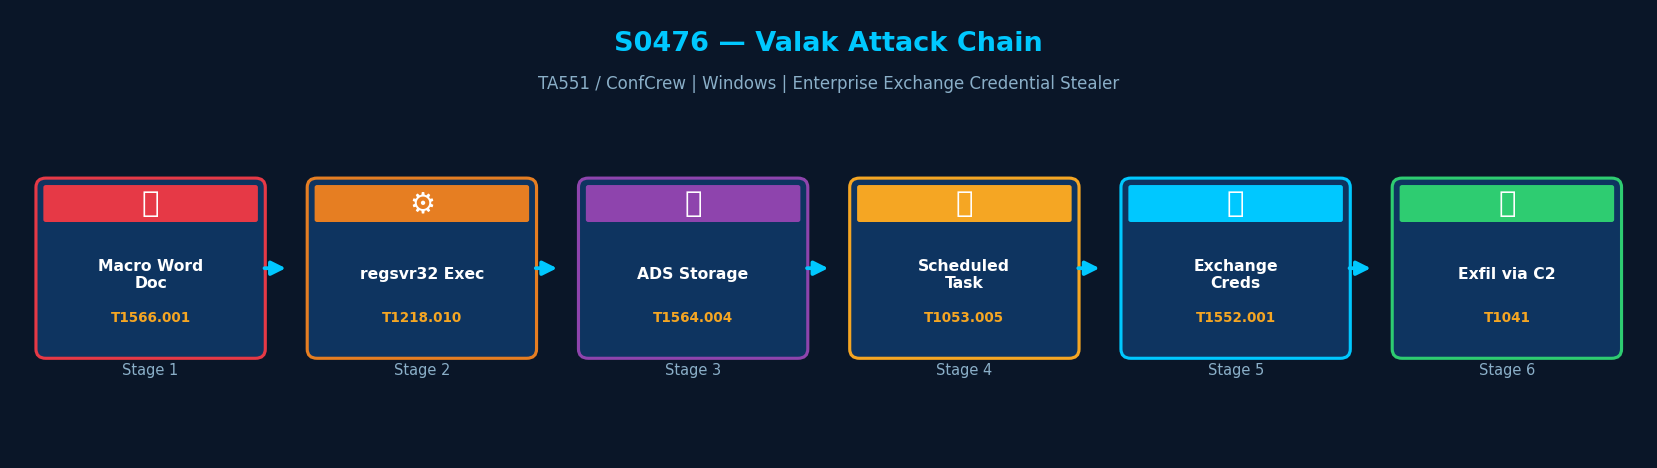 S0476 — Valak Attack Chain
TA551 / ConfCrew | Windows | Enterprise Exchange Credential Stealer
Macro Word
Doc
T1566.001
Stage 1
regsvr32 Exec
T1218.010
Stage 2
ADS Storage
T1564.004
Stage 3
Scheduled
Task
T1053.005
Stage 4
Exchange
Creds
T1552.001
Stage 5
Exfil via C2
T1041
Stage 6